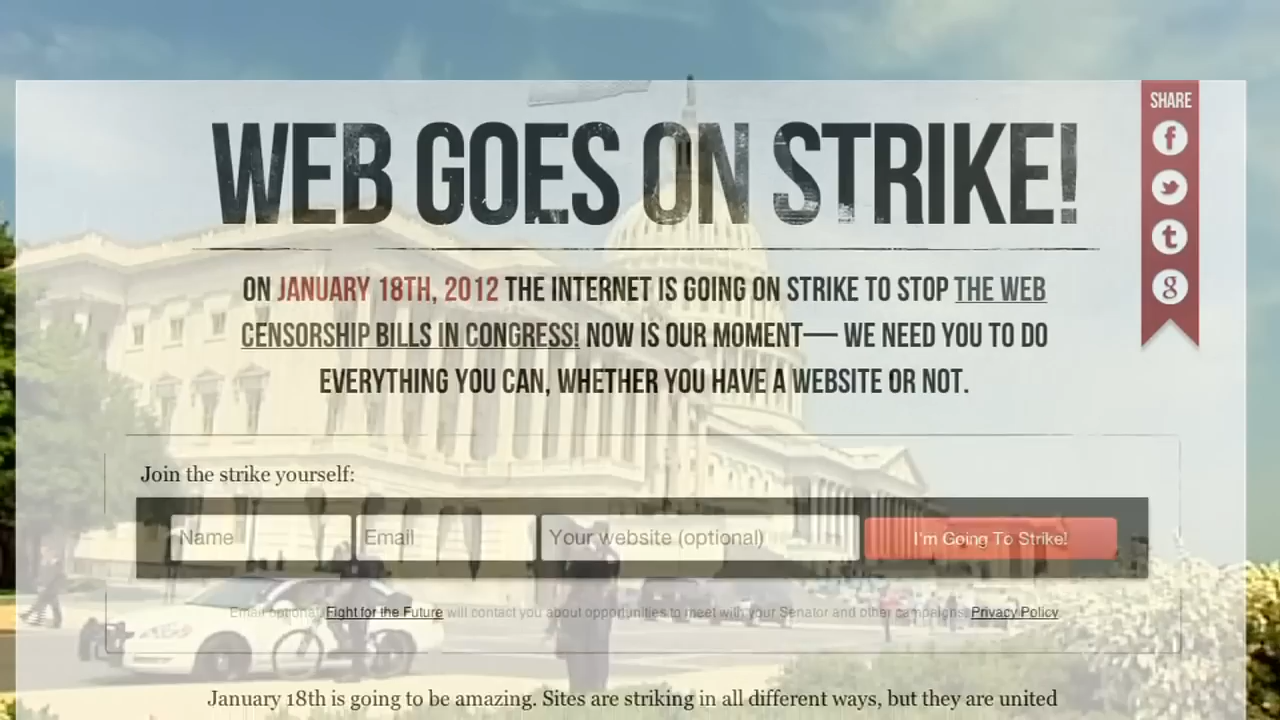 SHARE
WEB GOES ON STRIKE!
ON JANUARY 18TH, 2012 THE INTERNET IS GOING ON STRIKE TO STOP THE WEB
CENSORSHIP BILLS IN CONGRESS! NOW IS OUR MOMENT— WE NEED YOU TO DO
EVERYTHING YOU CAN, WHETHER YOU HAVE A WEBSITE OR NOT.
Join the strike yourself:
Name Email Your website (optional) I'm Going To Strike!
Email optional. Fight for the Future will contact you about opportunities to meet with your Senator and other campaigns. Privacy Policy
January 18th is going to be amazing. Sites are striking in all different ways, but they are united